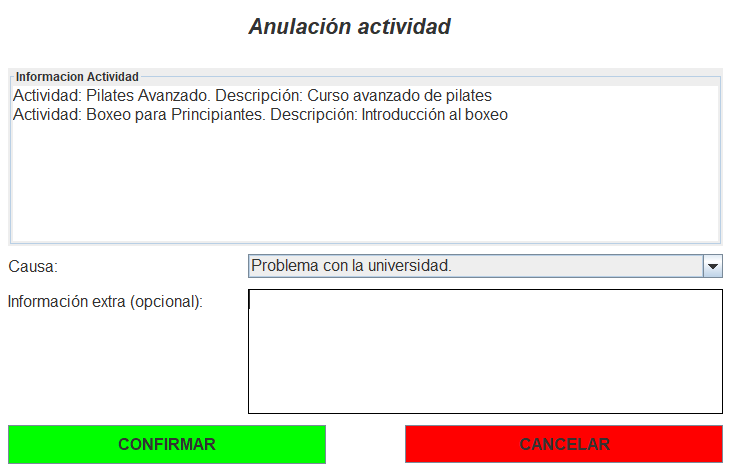 Anulación actividad
Informacion Actividad
Actividad: Pilates Avanzado. Descripción: Curso avanzado de pilates
Actividad: Boxeo para Principiantes. Descripción: Introducción al boxeo
Causa:
Problema con la universidad.
Información extra (opcional):
CONFIRMAR
CANCELAR